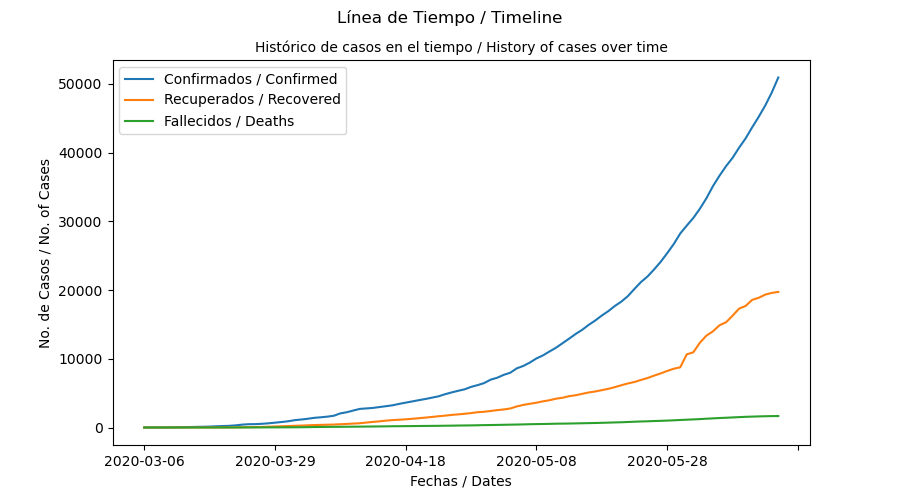 Línea de Tiempo / Timeline
Histórico de casos en el tiempo / History of cases over time
Confirmados / Confirmed
Recuperados / Recovered
Fallecidos / Deaths
No. de Casos / No. of Cases
50000
40000
30000
20000
10000
0
2020-03-06 2020-03-29 2020-04-18 2020-05-08 2020-05-28
Fechas / Dates